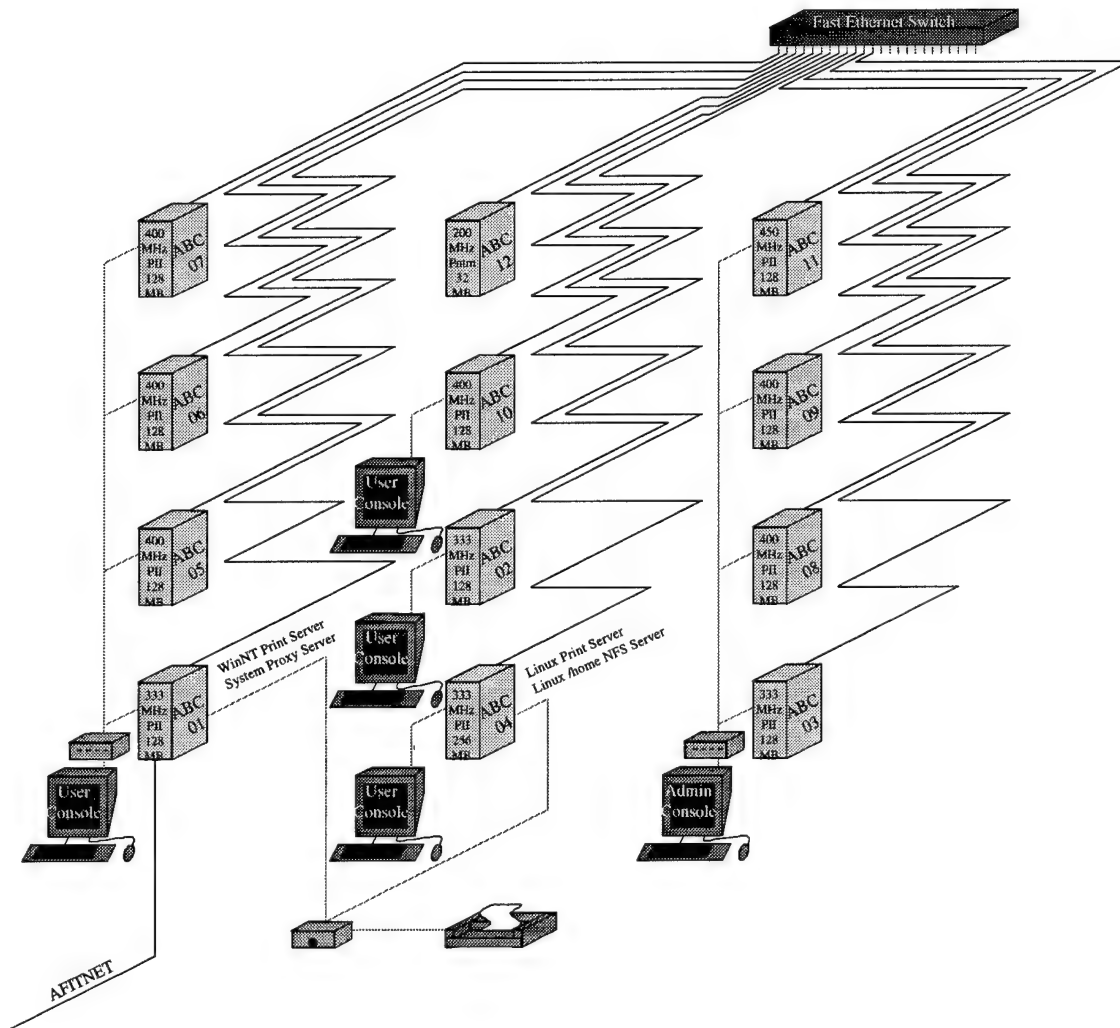 Fast Ethernet Switch
400
MHz
PII
128
MB
ABC
07
200
MHz
Pntm
32
MB
ABC
12
450
MHz
PII
128
MB
ABC
11
400
MHz
PII
128
MB
ABC
06
400
MHz
PII
128
MB
ABC
10
400
MHz
PII
128
MB
ABC
09
User
Console
400
MHz
PII
128
MB
ABC
05
333
MHz
PII
128
MB
ABC
02
400
MHz
PII
128
MB
ABC
08
User
Console
WinNT Print Server
System Proxy Server
Linux Print Server
Linux /home NFS Server
333
MHz
PII
128
MB
ABC
01
333
MHz
PII
256
MB
ABC
04
333
MHz
PII
128
MB
ABC
03
User
Console
User
Console
Admin
Console
AFITNET